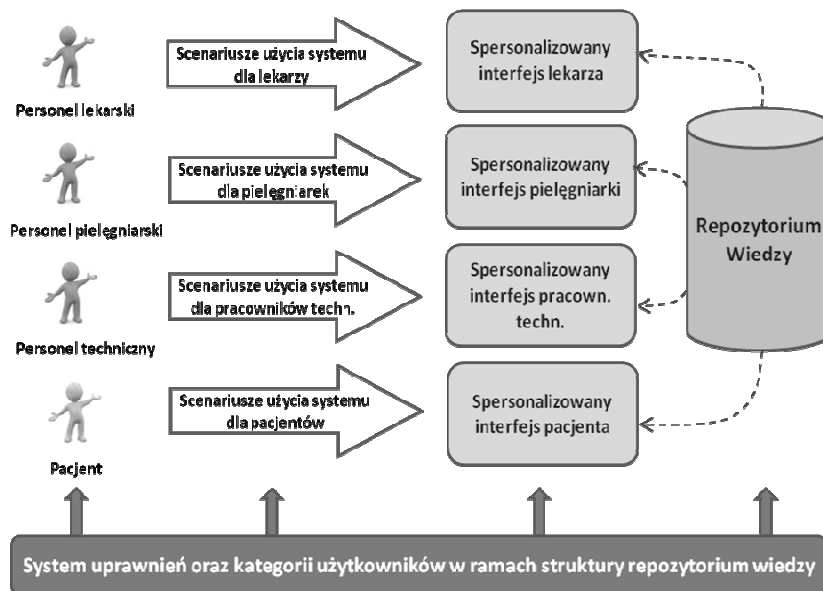 Scenariusze użycia systemu
dla lekarzy
Spersonalizowany
interfejs lekarza
Personel lekarski
Scenariusze użycia systemu
dla pielęgniarek
Spersonalizowany
interfejs pielęgniarki
Personel pielęgniarski
Repozytorium
Wiedzy
Scenariusze użycia systemu
dla pracowników techn.
Spersonalizowany
interfejs pracown.
techn.
Personel techniczny
Scenariusze użycia systemu
dla pacjentów
Spersonalizowany
interfejs pacjenta
Pacjent
System uprawnień oraz kategorii użytkowników w ramach struktury repozytorium wiedzy